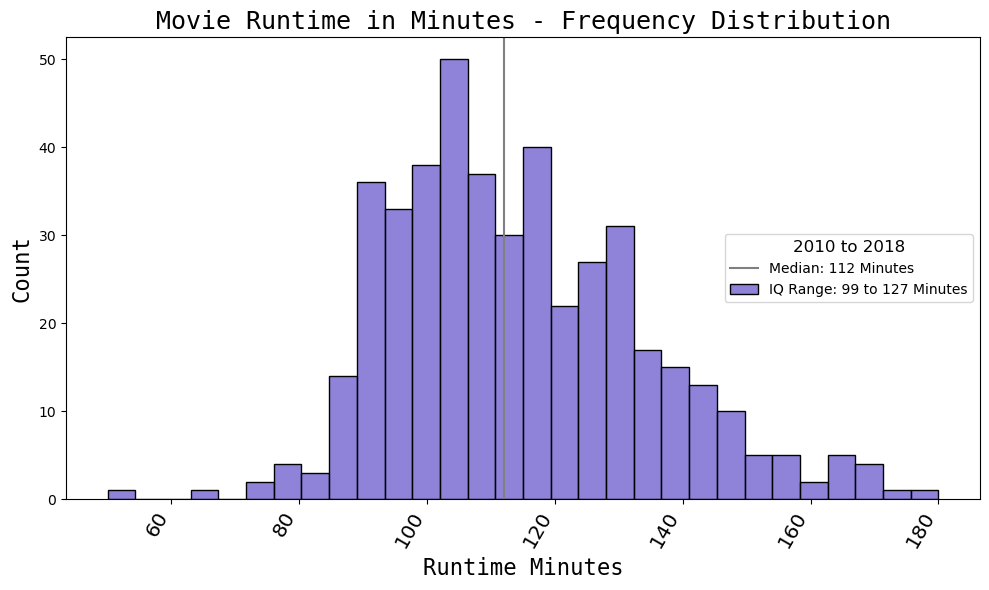 Movie Runtime in Minutes - Frequency Distribution
50
40
30
20
10
0
Count
2010 to 2018
Median: 112 Minutes
IQ Range: 99 to 127 Minutes
60
80
100
120
140
160
180
Runtime Minutes